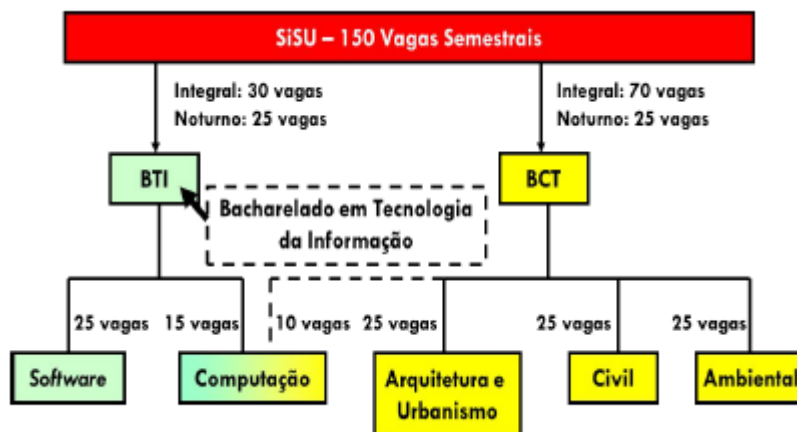 SiSU – 150 Vagas Semestrais
Integral: 30 vagas
Noturno: 25 vagas
Integral: 70 vagas
Noturno: 25 vagas
BTI
BCT
Bacharelado em Tecnologia
da Informação
25 vagas
15 vagas
10 vagas
25 vagas
25 vagas
25 vagas
Software
Computação
Arquitetura e
Urbanismo
Civil
Ambiental